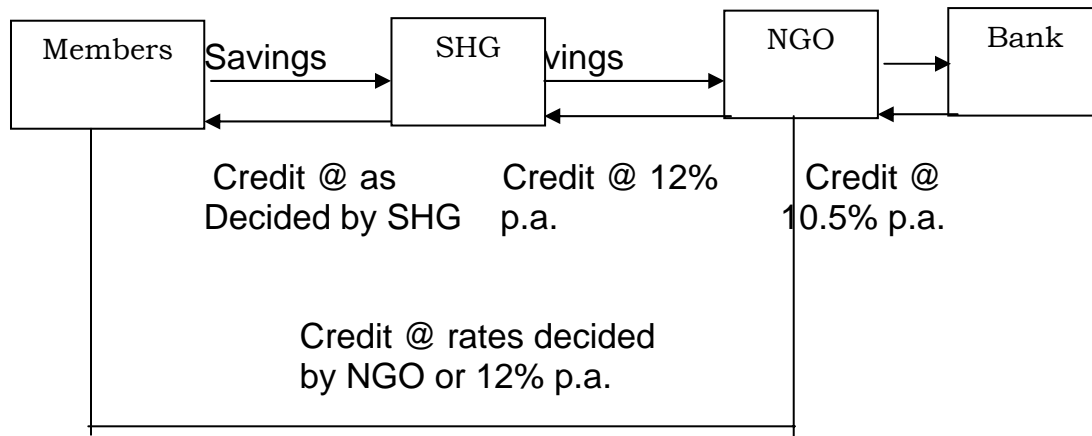 Members
SHG
NGO
Bank
Savings
vings
Credit @ as
Decided by SHG
Credit @ 12%
p.a.
Credit @
10.5% p.a.
Credit @ rates decided
by NGO or 12% p.a.